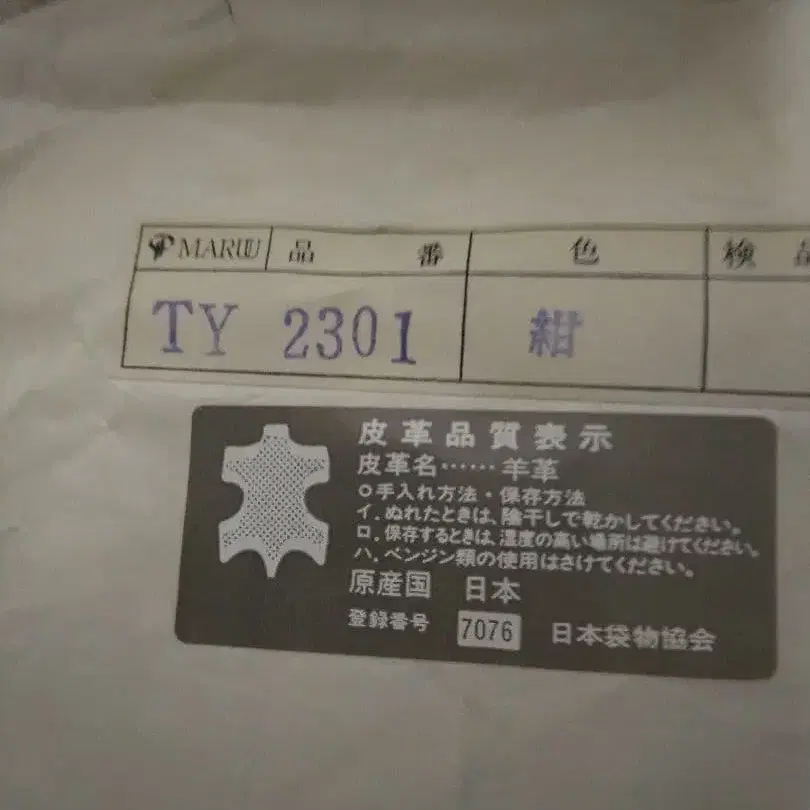 MARUU 品番 色 検品
TY 2301 紺
皮革品質表示
皮革名……羊革
○手入れ方法・保存方法
イ.ぬれたときは、陰干しで乾かしてください。
ロ.保存するときは、湿度の高い場所は避けてください。
ハ.ベンジン類の使用はさけてください。
原産国 日本
登録番号 7076 日本袋物協会